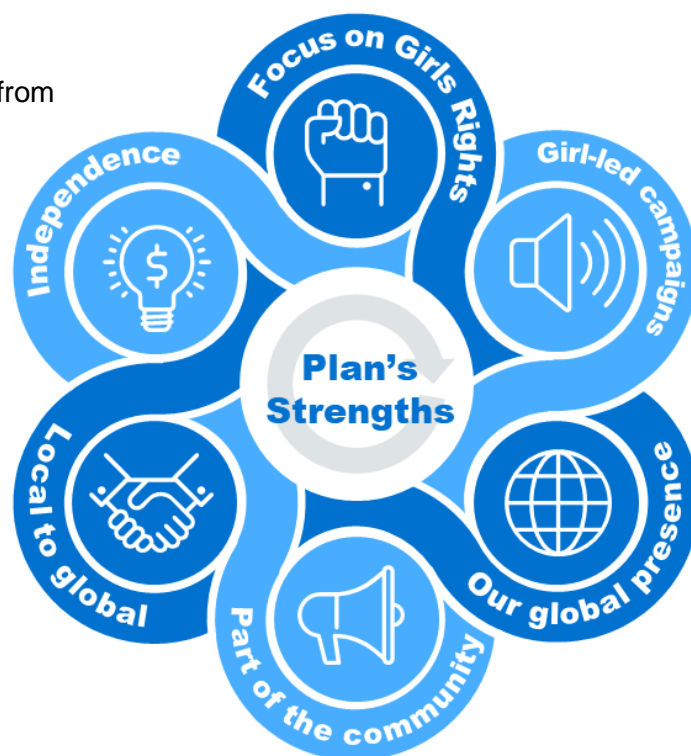 from
Focus on Girls Rights
Girl-led campaigns
Our global presence
Part of the community
Local to global
Independence
$
Plan's
Strengths